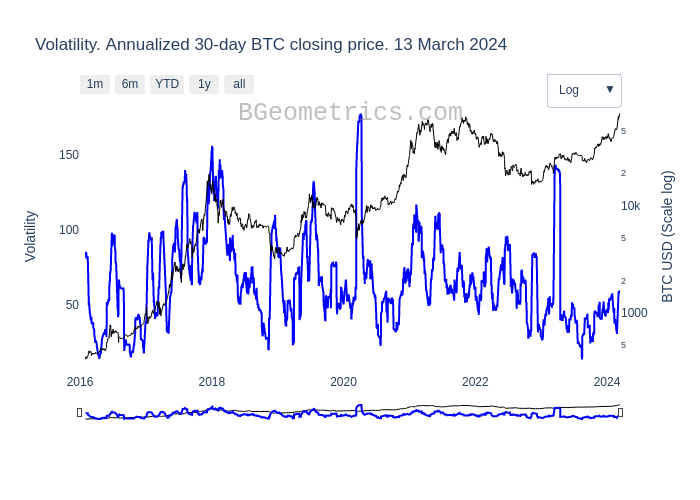 Volatility. Annualized 30-day BTC closing price. 13 March 2024
1m 6m YTD 1y all
Log ▼
BGeometrics.com
Volatility
150
100
50
5
2
10k
5
2
1000
5
BTC USD (Scale log)
2016 2018 2020 2022 2024